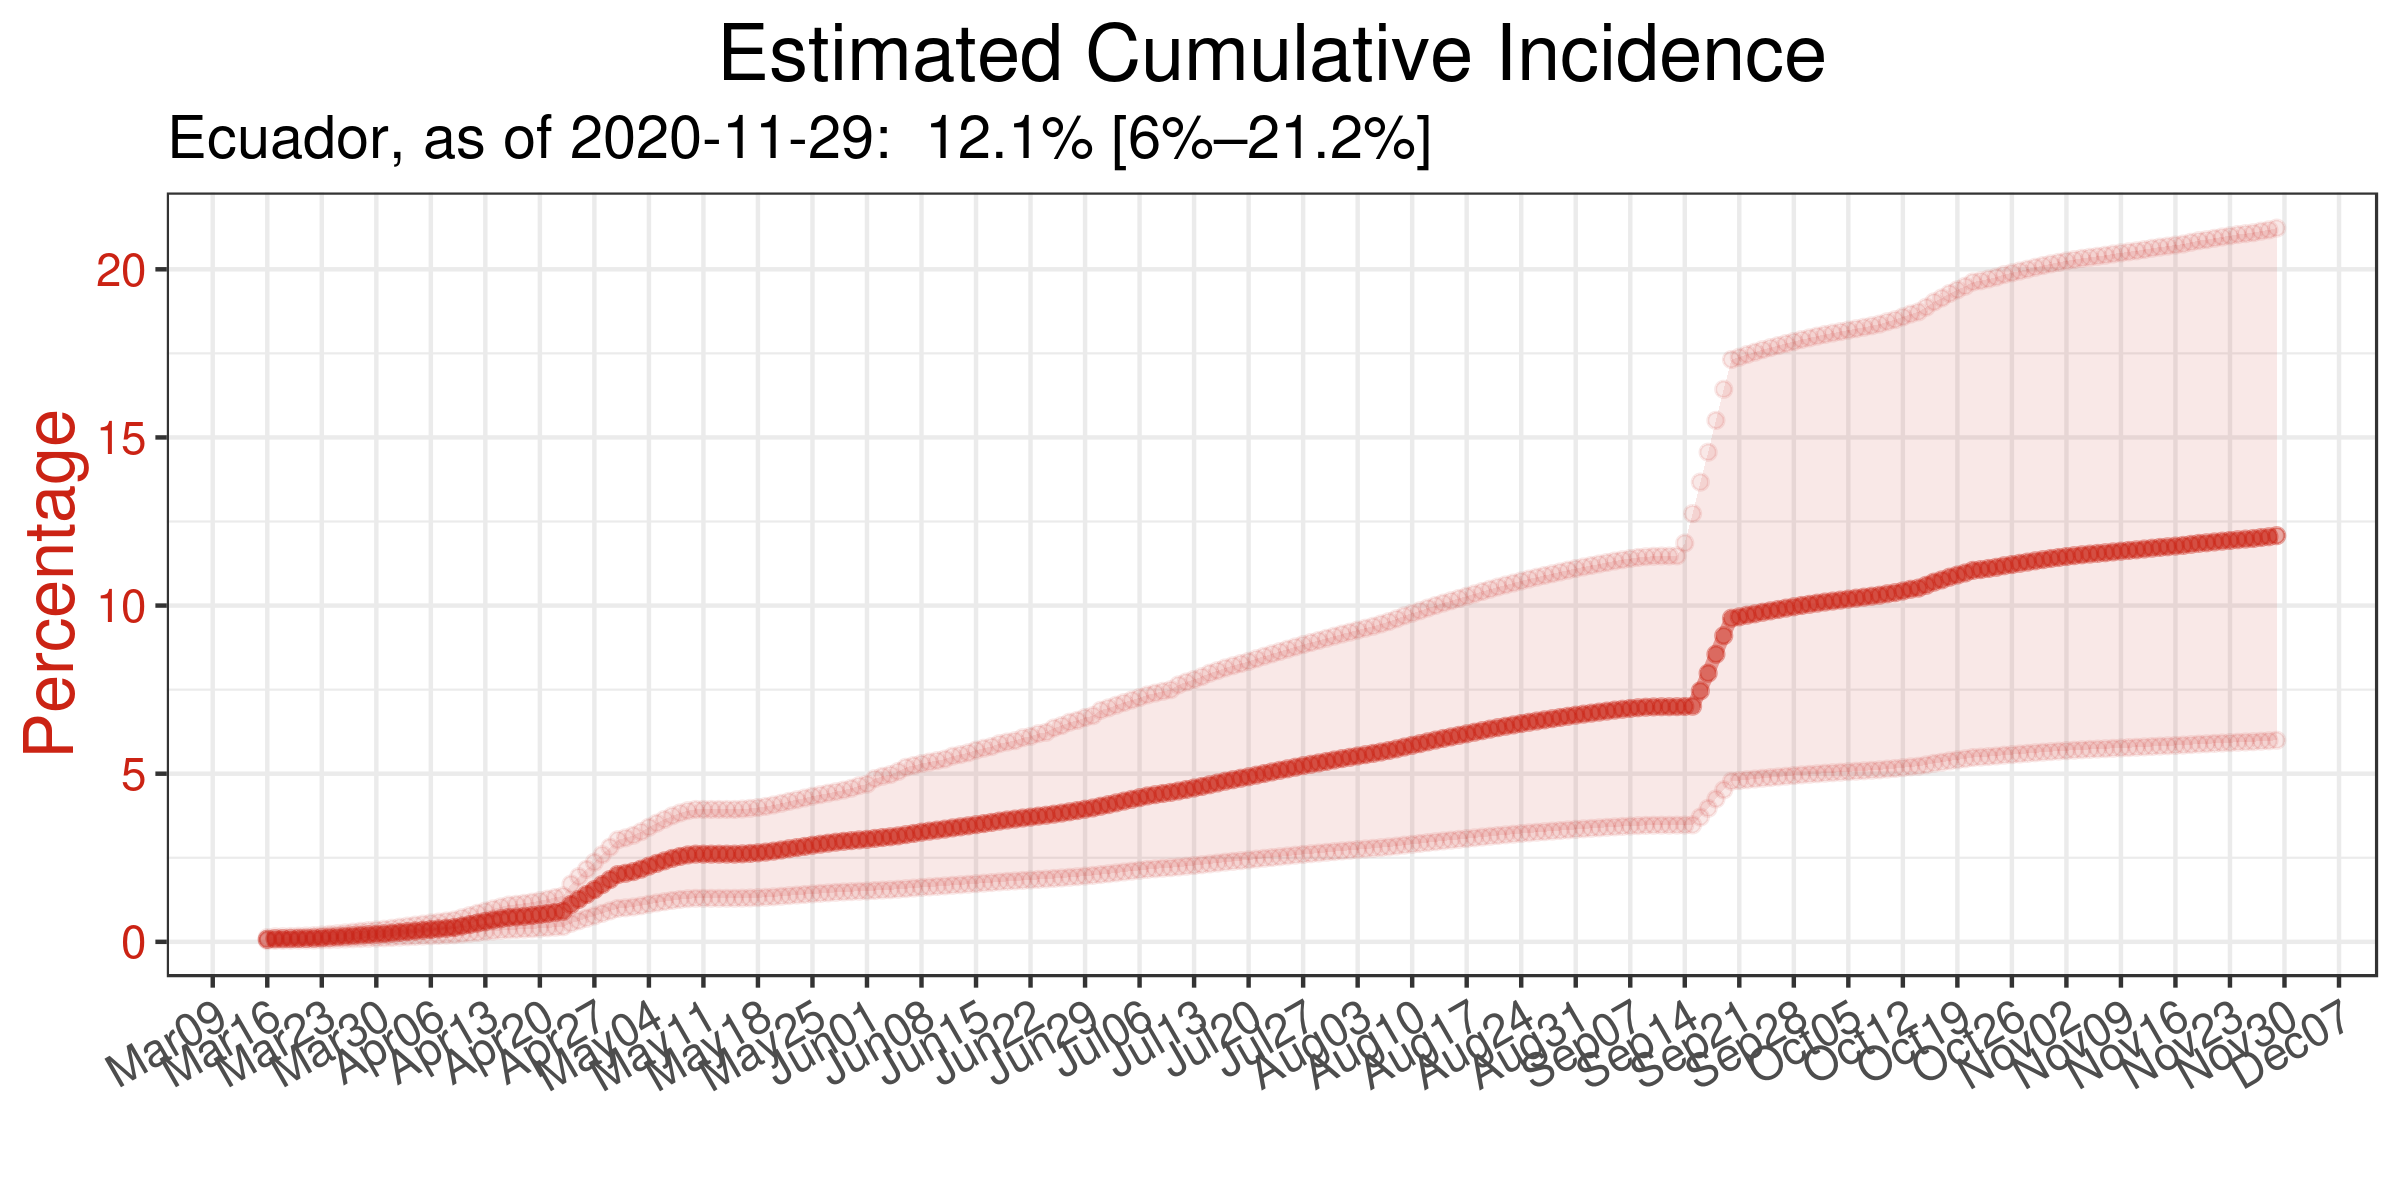 Estimated Cumulative Incidence
Ecuador, as of 2020-11-29:  12.1% [6%–21.2%]
Percentage
20
15
10
5
0
Mar09
Mar16
Mar23
Mar30
Apr06
Apr13
Apr20
Apr27
May04
May11
May18
May25
Jun01
Jun08
Jun15
Jun22
Jun29
Jul06
Jul13
Jul20
Jul27
Aug03
Aug10
Aug17
Aug24
Aug31
Sep07
Sep14
Sep21
Sep28
Oct05
Oct12
Oct19
Oct26
Nov02
Nov09
Nov16
Nov23
Nov30
Dec07